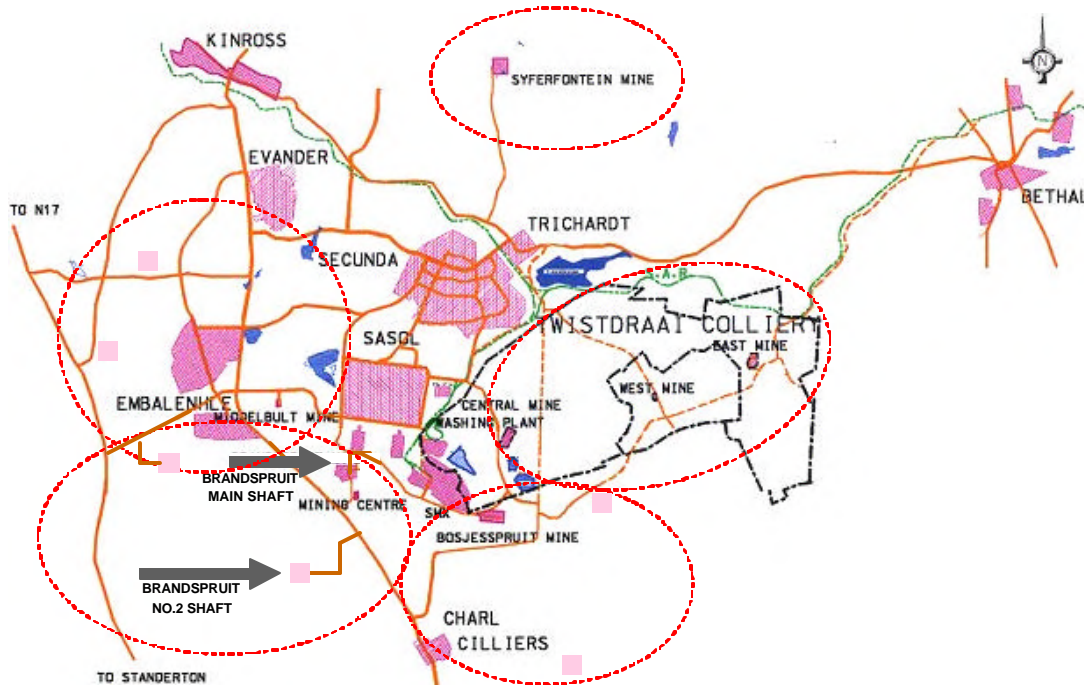 KINROSS
SYFERFONTEIN MINE
N
EVANDER
BETHAL
TO N17
TRICHARDT
SECUNDA
S.A.R.
TWISTDRAAI COLLIERY
SASOL
EAST MINE
WEST MINE
EMBALENHLE
MIDDELBULT MINE
CENTRAL MINE
WASHING PLANT
BRANDSPRUIT
MAIN SHAFT
MINING CENTRE
SMX
BOSJESSPRUIT MINE
BRANDSPRUIT
NO.2 SHAFT
CHARL
CILLIERS
TO STANDERTON